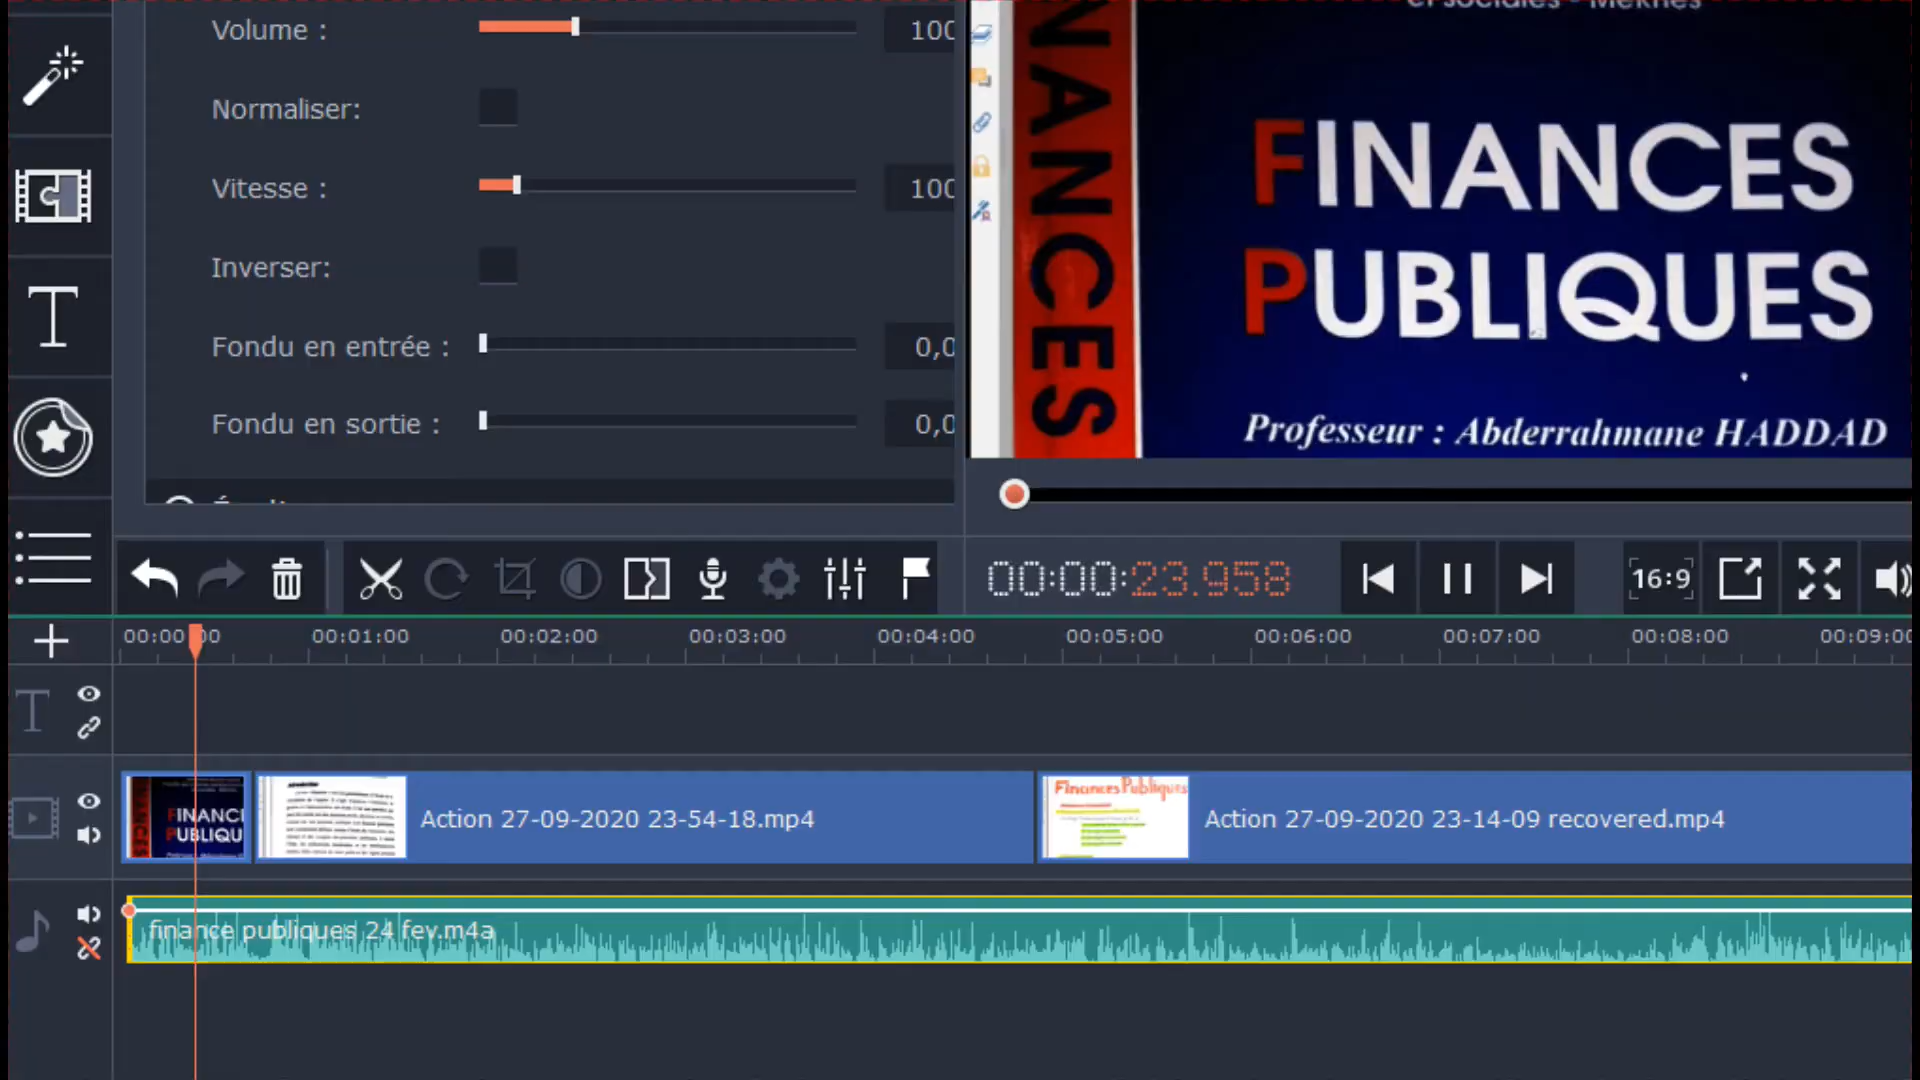 Volume :
100
Normaliser:
Vitesse :
100
Inverser:
Fondu en entrée :
0,0
Fondu en sortie :
0,0
et sociales - Meknès
NANCES
FINANCES
PUBLIQUES
Professeur : Abderrahmane HADDAD
00:00:23.958
16:9
00:00 00
00:01:00
00:02:00
00:03:00
00:04:00
00:05:00
00:06:00
00:07:00
00:08:00
00:09:00
FINANC
PUBLIQU
Action 27-09-2020 23-54-18.mp4
Finances Publiques
Action 27-09-2020 23-14-09 recovered.mp4
finance publiques 24 fev.m4a